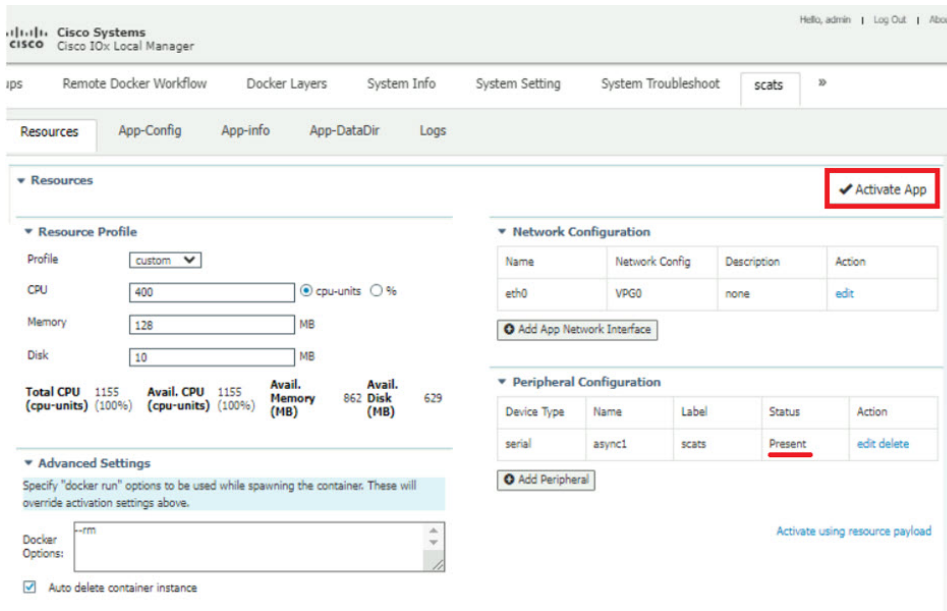 Hello, admin | Log Out | Abou
CISCO Cisco Systems
Cisco IOx Local Manager
ups Remote Docker Workflow Docker Layers System Info System Setting System Troubleshoot scats »
Resources App-Config App-info App-DataDir Logs
▼ Resources
✔ Activate App
▼ Resource Profile
Profile custom
CPU 400 cpu-units %
Memory 128 MB
Disk 10 MB
Total CPU (cpu-units) 1155 (100%) Avail. CPU (cpu-units) 1155 (100%) Avail. Memory (MB) 862 Avail. Disk (MB) 629
▼ Advanced Settings
Specify "docker run" options to be used while spawning the container. These will
override activation settings above.
Docker Options: --rm
Auto delete container instance
▼ Network Configuration
Name Network Config Description Action
eth0 VPG0 none edit
Add App Network Interface
▼ Peripheral Configuration
Device Type Name Label Status Action
serial async1 scats Present edit delete
Add Peripheral
Activate using resource payload